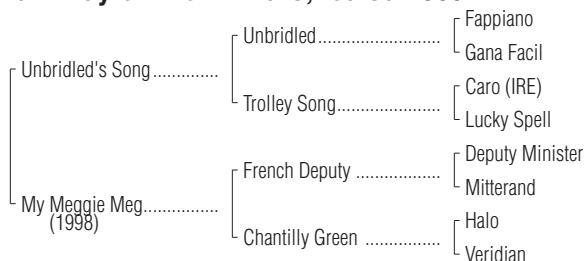 Fappiano
Unbridled........................
Gana Facil
Unbridled's Song ..............
Caro (IRE)
Trolley Song....................
Lucky Spell
Deputy Minister
French Deputy .................
Mitterand
My Meggie Meg................
(1998)
Halo
Chantilly Green ...............
Veridian